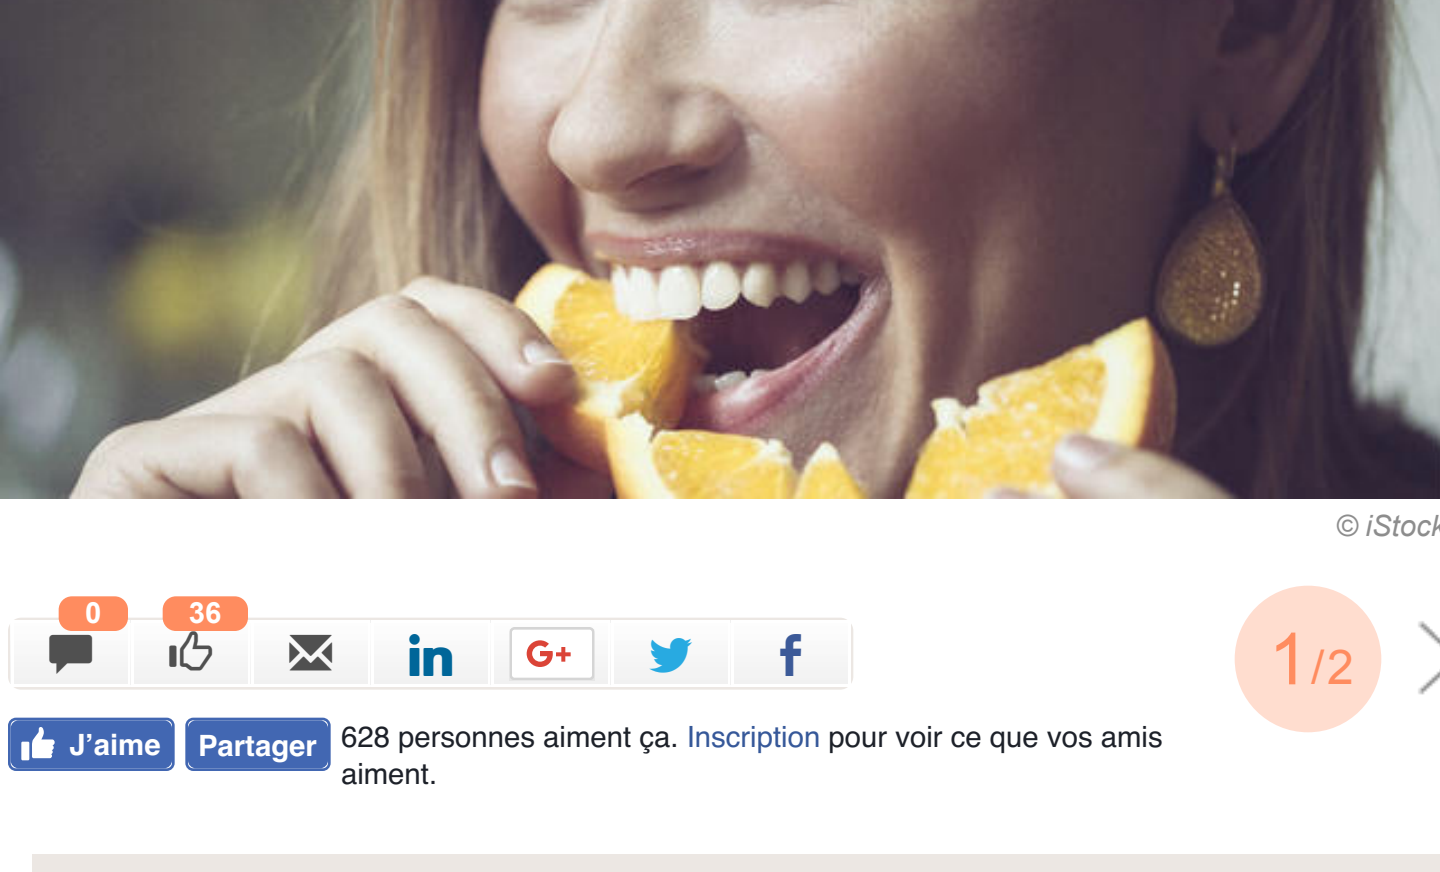 © iStock
0
36
in
G+
f
1/2
J'aime
Partager
628 personnes aiment ça. Inscription pour voir ce que vos amis
aiment.